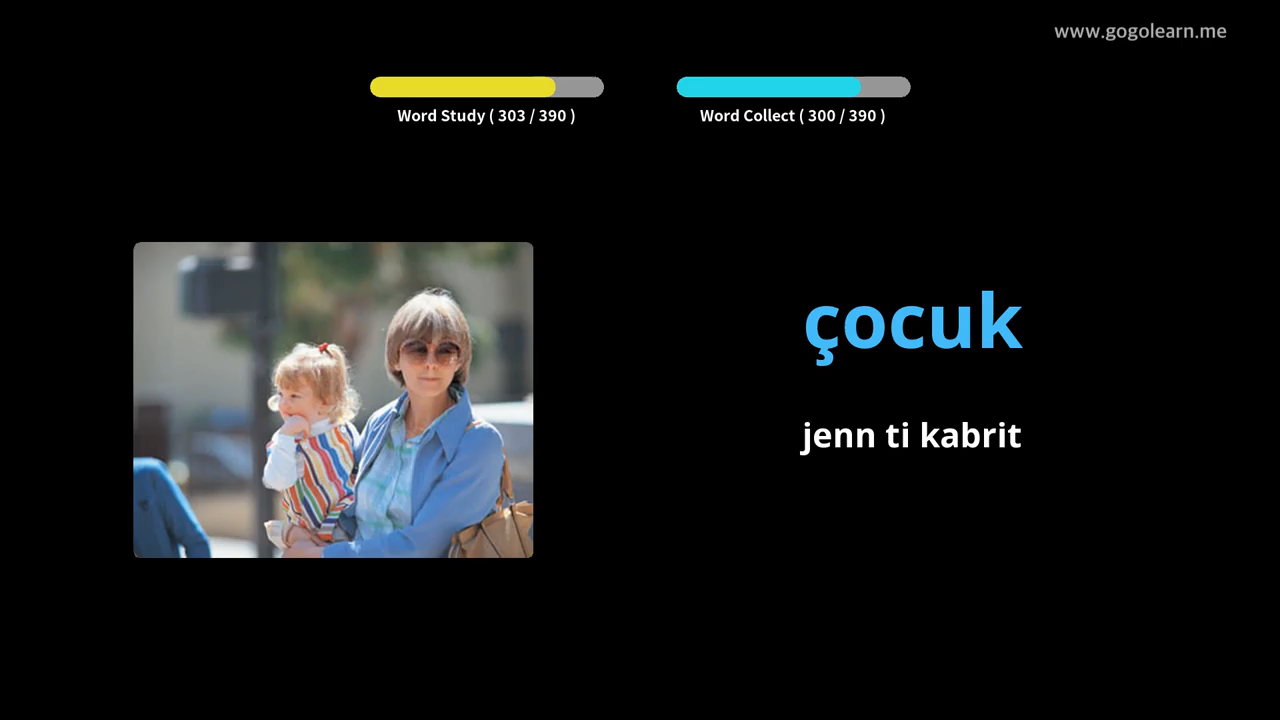 www.gogolearn.me
Word Study ( 303 / 390 )
Word Collect ( 300 / 390 )
çocuk
jenn ti kabrit